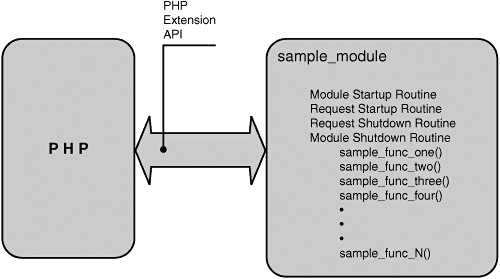 PHP
Extension
API
PHP
sample_module
Module Startup Routine
Request Startup Routine
Request Shutdown Routine
Module Shutdown Routine
sample_func_one()
sample_func_two()
sample_func_three()
sample_func_four()
•
•
•
sample_func_N()